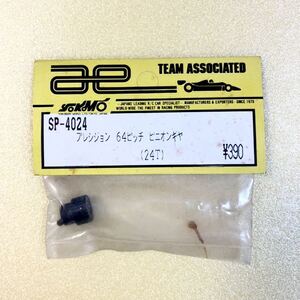 ae
TEAM ASSOCIATED
YOKOMO
-JAPANS LEADING R/C CAR SPECIALIST - MANUFACTURERS & EXPORTERS - SINCE 1973
WORLD-WIDE THE FINEST IN RACING PRODUCTS
SP-4024
プレシジョン 64ピッチ ピニオンギヤ
(24T)
¥390